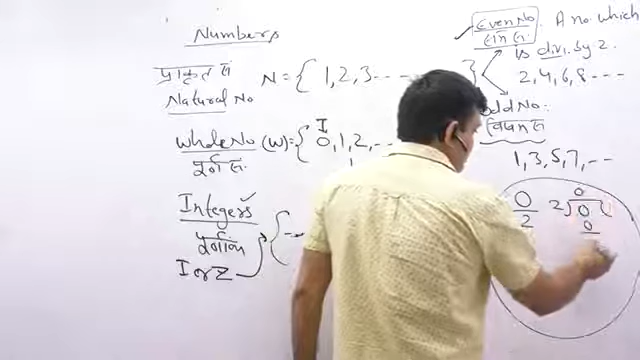 Numbers
प्राकृत सं
N = { 1, 2, 3 ---
}
Natural No
Whole No (W) = { 0, 1, 2, --
I
पूर्ण सं.
Integers ✓
पूर्णांक
{ --
I or Z
✓ Even No.
सम सं.
A no which
is divi. by 2.
2, 4, 6, 8 ---
odd No.
विषम सं
1, 3, 5, 7, --
0/2
2)0(
0
0